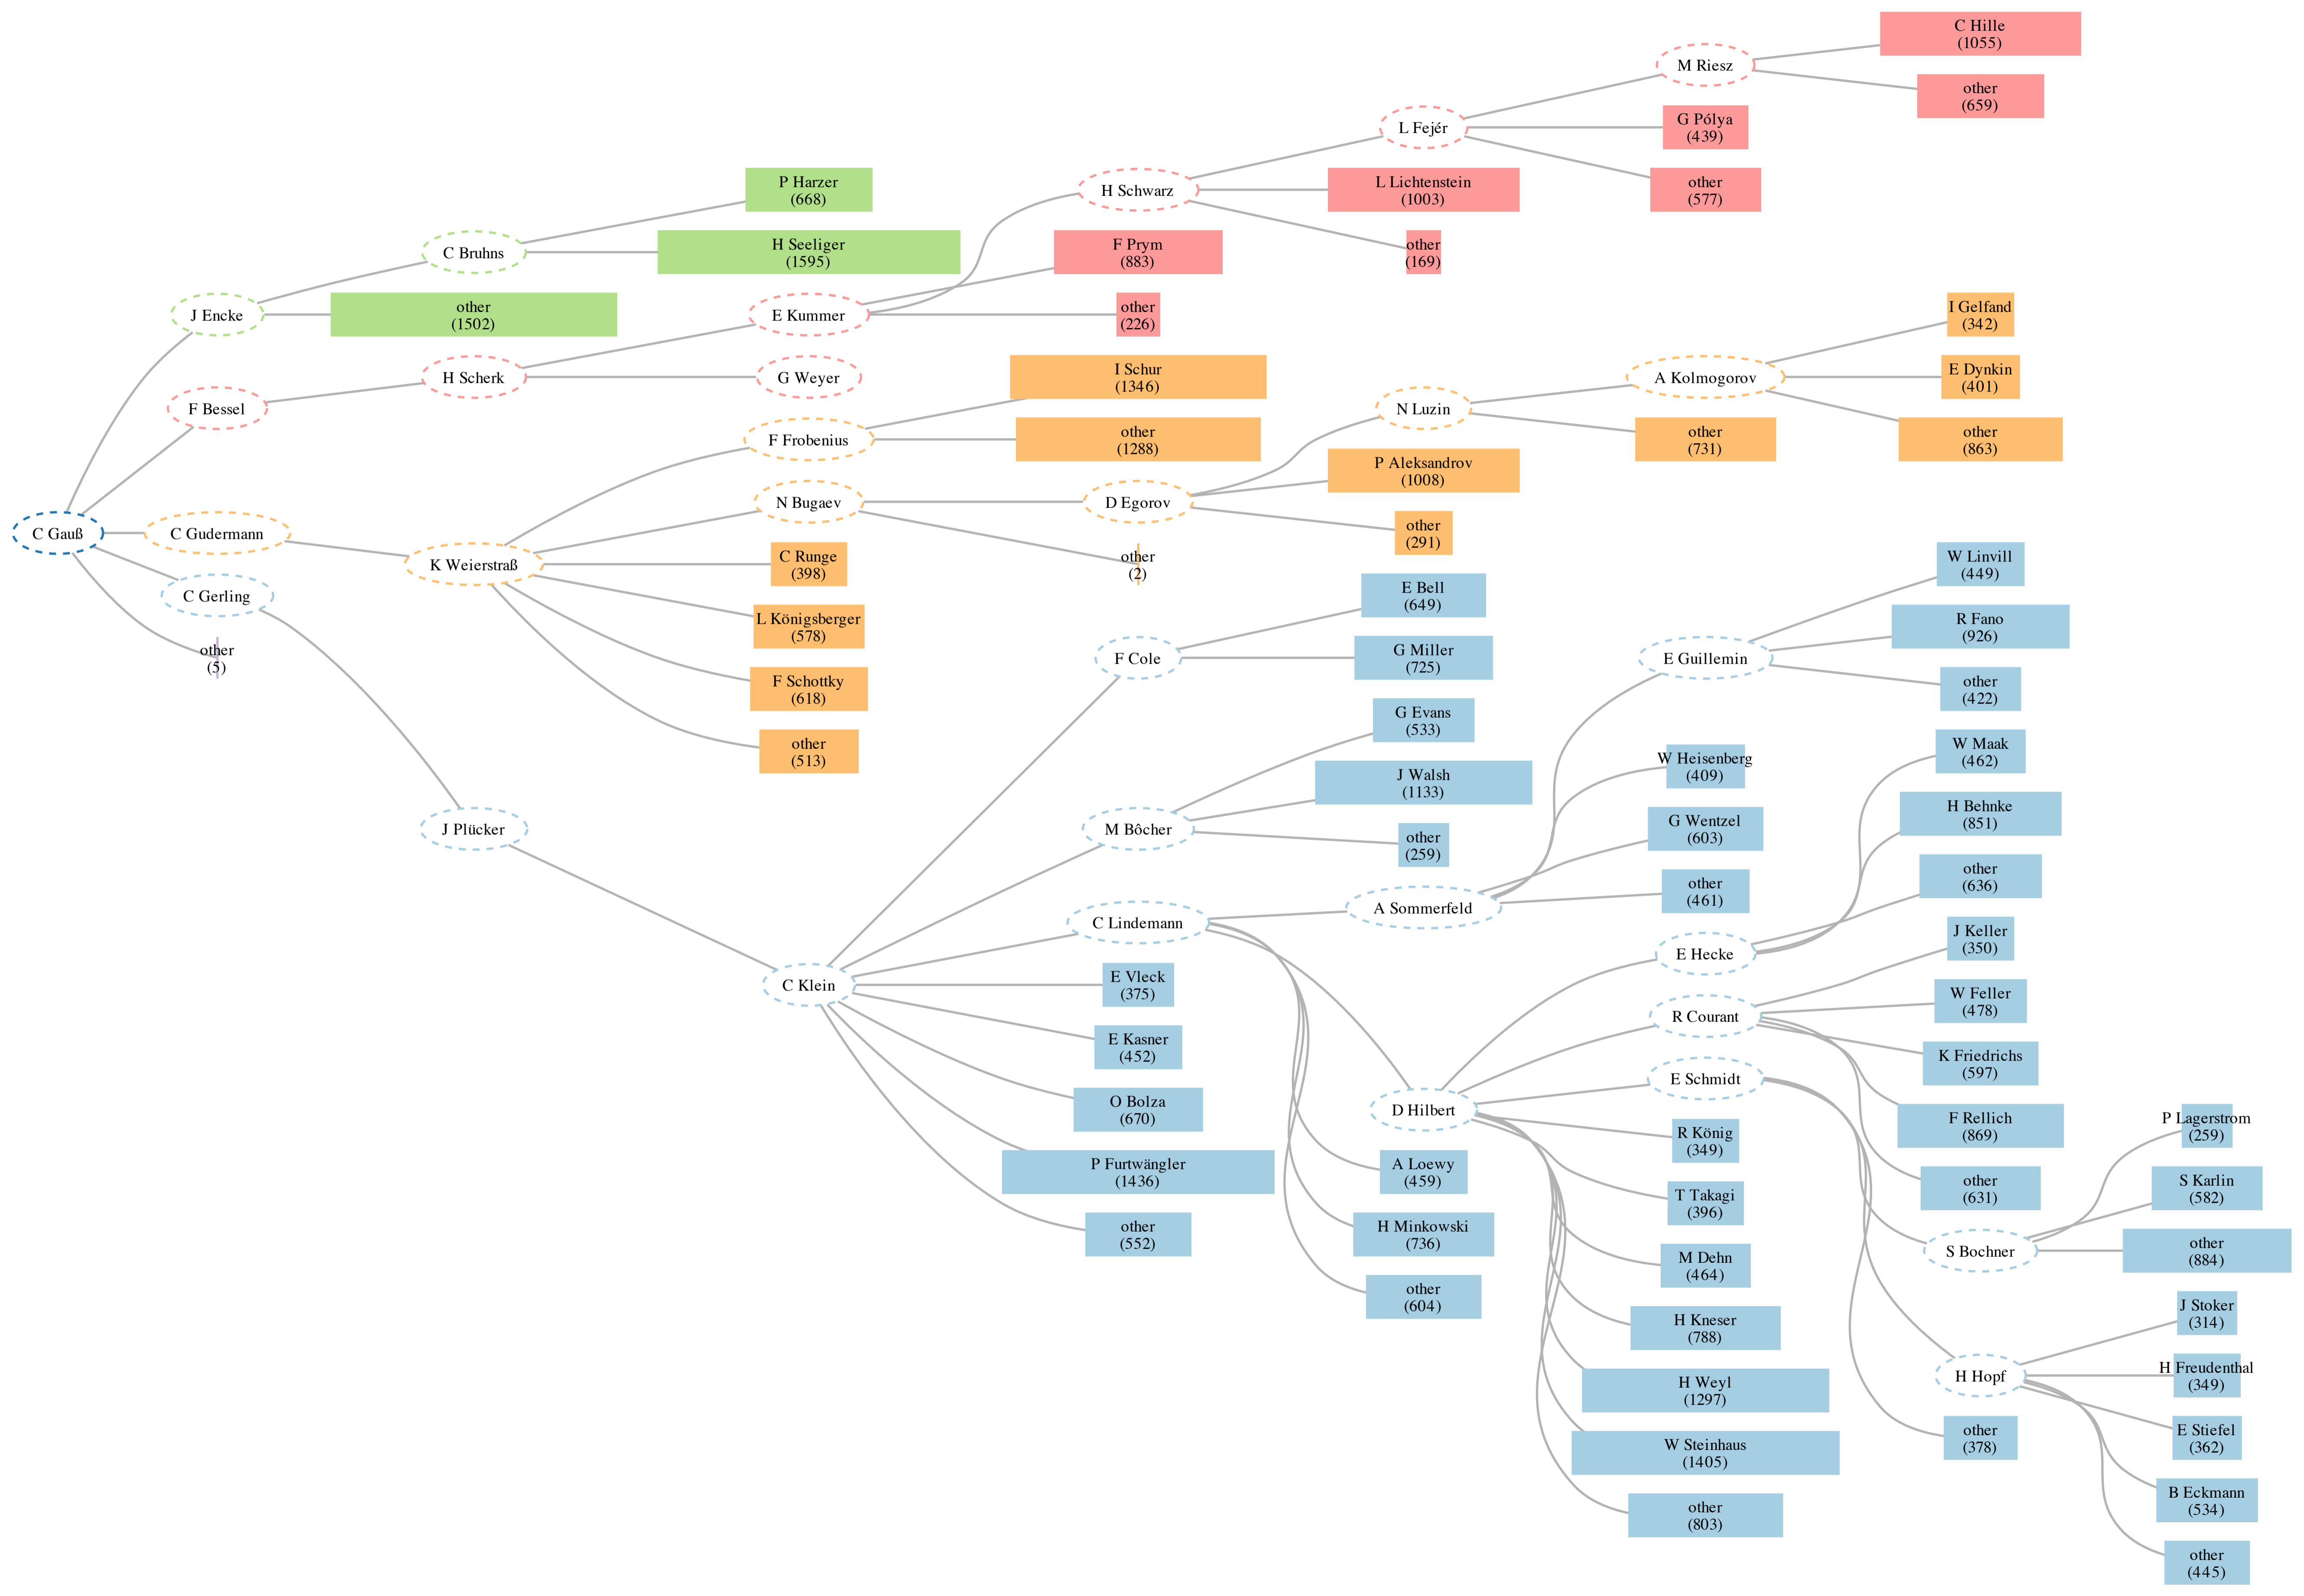 C Hille
(1055)
M Riesz
other
(659)
L Fejér
G Pólya
(439)
P Harzer
(668)
H Schwarz
L Lichtenstein
(1003)
other
(577)
C Bruhns
H Seeliger
(1595)
F Prym
(883)
other
(169)
J Encke
other
(1502)
E Kummer
other
(226)
I Gelfand
(342)
F Bessel
H Scherk
G Weyer
I Schur
(1346)
N Luzin
A Kolmogorov
E Dynkin
(401)
F Frobenius
other
(1288)
other
(731)
other
(863)
P Aleksandrov
(1008)
N Bugaev
D Egorov
other
(291)
C Gauß
C Gudermann
K Weierstraß
C Runge
(398)
other
(2)
W Linvill
(449)
C Gerling
E Bell
(649)
L Königsberger
(578)
R Fano
(926)
other
(5)
F Schottky
(618)
F Cole
G Miller
(725)
E Guillemin
other
(422)
other
(513)
G Evans
(533)
W Heisenberg
(409)
W Maak
(462)
J Walsh
(1133)
J Plücker
M Bôcher
other
(259)
G Wentzel
(603)
H Behnke
(851)
C Lindemann
A Sommerfeld
other
(461)
other
(636)
C Klein
E Vleck
(375)
E Hecke
J Keller
(350)
E Kasner
(452)
R Courant
W Feller
(478)
O Bolza
(670)
D Hilbert
E Schmidt
K Friedrichs
(597)
P Furtwängler
(1436)
A Loewy
(459)
R König
(349)
F Rellich
(869)
P Lagerstrom
(259)
other
(552)
H Minkowski
(736)
T Takagi
(396)
other
(631)
S Karlin
(582)
other
(604)
M Dehn
(464)
S Bochner
other
(884)
H Kneser
(788)
J Stoker
(314)
H Weyl
(1297)
H Hopf
H Freudenthal
(349)
W Steinhaus
(1405)
other
(378)
E Stiefel
(362)
other
(803)
B Eckmann
(534)
other
(445)